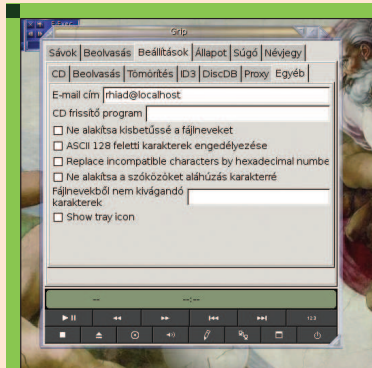 Grip
Sávok Beolvasás Beállítások Állapot Súgó Névjegy
CD Beolvasás Tömörítés ID3 DiscDB Proxy Egyéb
E-mail cím rhiad@localhost
CD frissítő program
Ne alakítsa kisbetűssé a fájlneveket
ASCII 128 feletti karakterek engedélyezése
Replace incompatible characters by hexadecimal numbe
Ne alakítsa a szóközöket aláhúzás karakterré
Fájlnevekből nem kivágandó
karakterek
Show tray icon
-- --:--
123